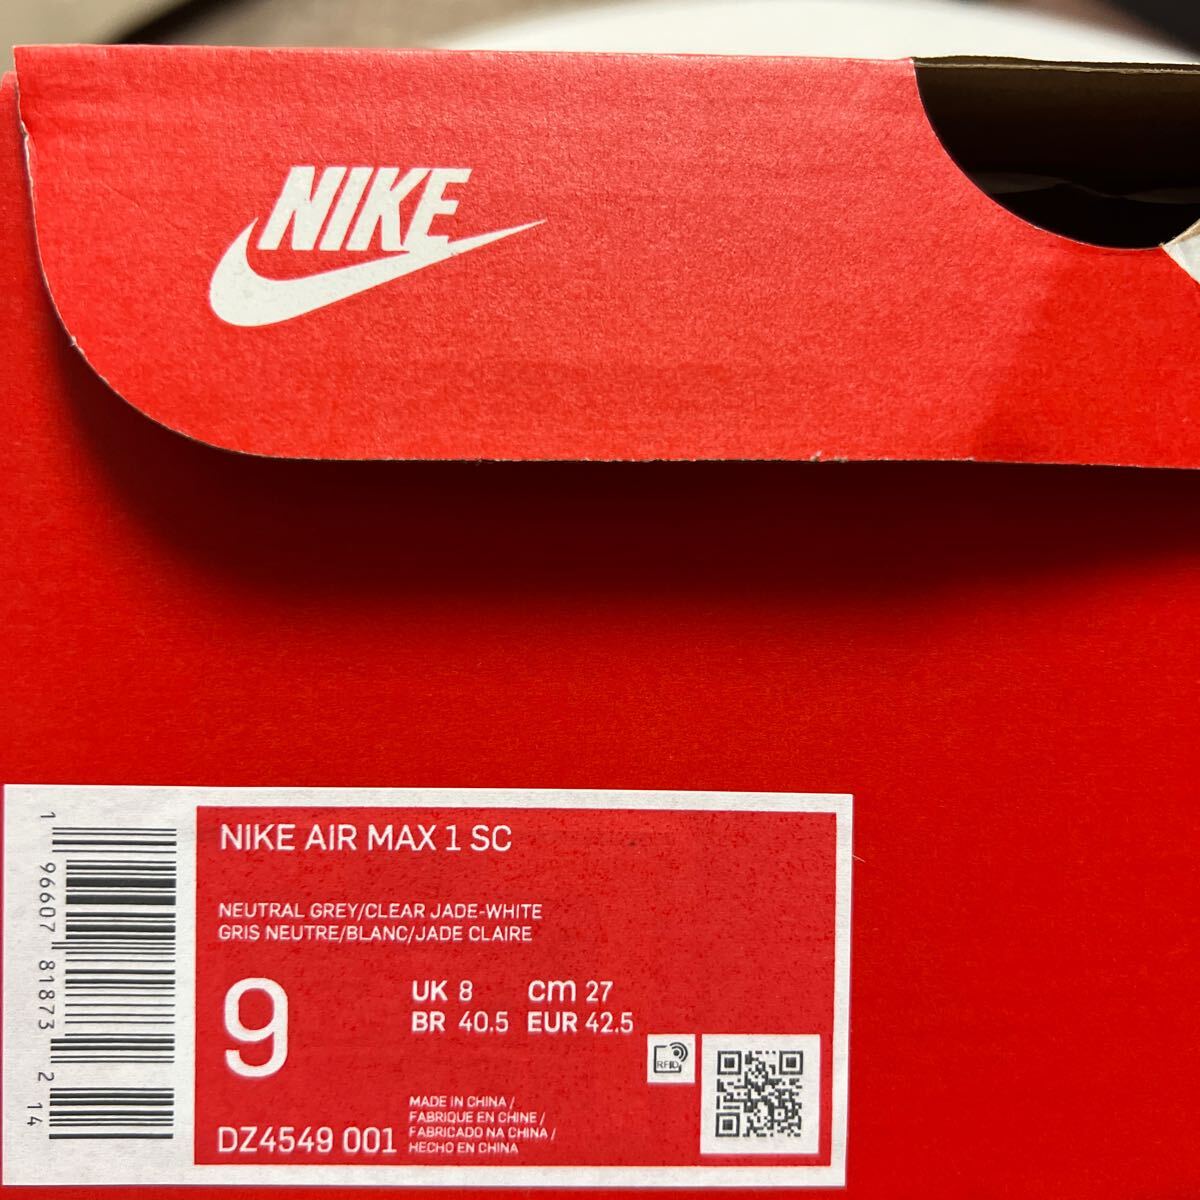 NIKE
NIKE AIR MAX 1 SC
NEUTRAL GREY/CLEAR JADE-WHITE
GRIS NEUTRE/BLANC/JADE CLAIRE
9
UK 8 cm 27
BR 40.5 EUR 42.5
RFID
DZ4549 001
MADE IN CHINA /
FABRIQUE EN CHINE /
FABRICADO NA CHINA /
HECHO EN CHINA
1 96607 81873 2 14